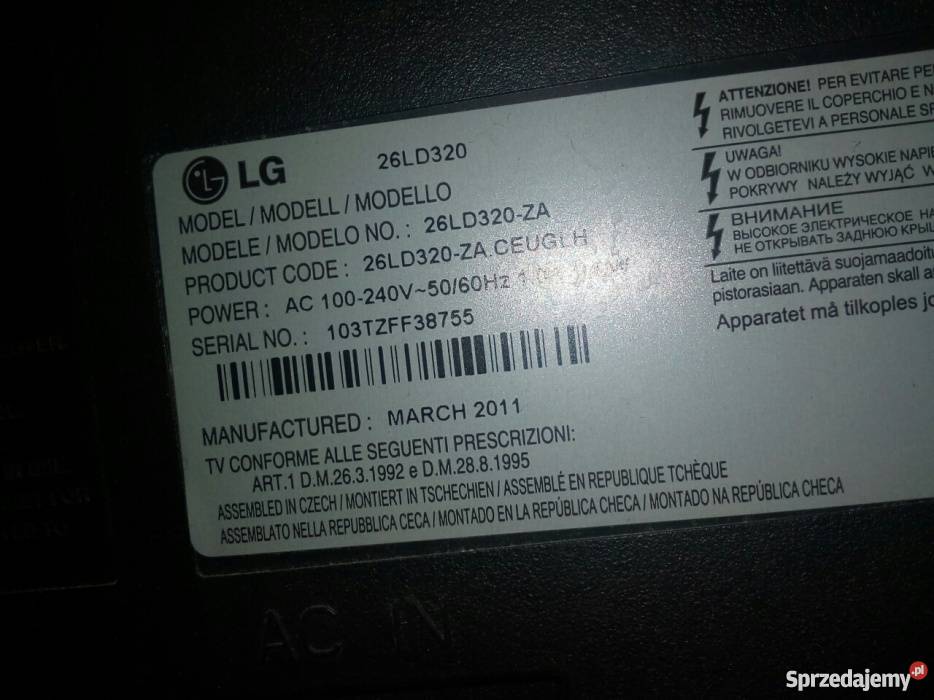 LG 26LD320
MODEL / MODELL / MODELLO
MODELE / MODELO NO. : 26LD320-ZA
PRODUCT CODE : 26LD320-ZA.CEUGLH
POWER : AC 100-240V~50/60Hz
SERIAL NO. : 103TZFF38755
MANUFACTURED : MARCH 2011
TV CONFORME ALLE SEGUENTI PRESCRIZIONI:
ART.1 D.M.26.3.1992 e D.M.28.8.1995
ASSEMBLED IN CZECH / MONTIERT IN TSCHECHIEN / ASSEMBLÉ EN REPUBLIQUE TCHÈQUE
ASSEMBLATO NELLA REPUBBLICA CECA / MONTADO EN LA REPÚBLICA CHECA / MONTADO NA REPÚBLICA CHECA
ATTENZIONE! PER EVITARE
RIMUOVERE IL COPERCHIO E
RIVOLGETEVI A PERSONALE
UWAGA!
W ODBIORNIKU WYSOKIE
POKRYWY NALEŻY WYJĄĆ
ВНИМАНИЕ
ВЫСОКОЕ ЭЛЕКТРИЧЕСКОЕ
НЕ ОТКРЫВАТЬ ЗАДНЮЮ
Laite on liitettävä
pistorasiaan. Apparaten skall
Apparatet må tilkoples
AC IN
Sprzedajemy.pl